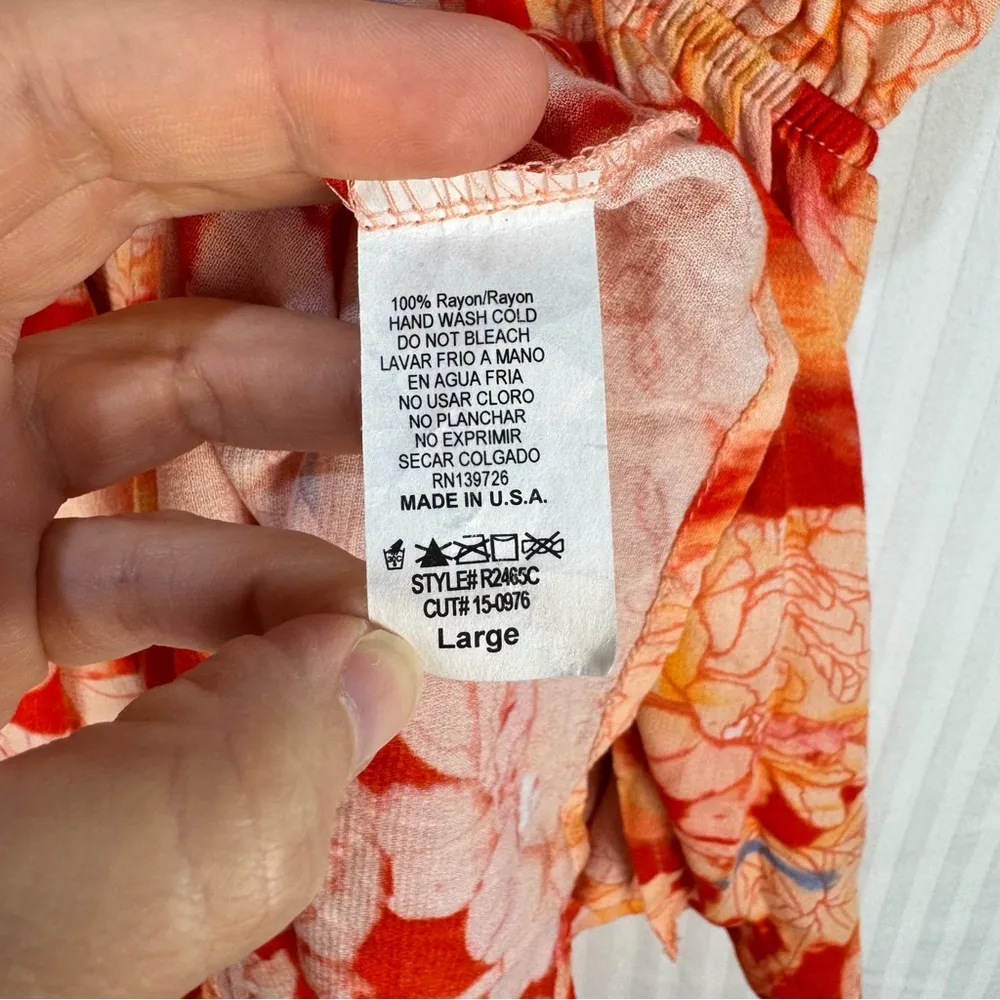 100% Rayon/Rayon
HAND WASH COLD
DO NOT BLEACH
LAVAR FRIO A MANO
EN AGUA FRIA
NO USAR CLORO
NO PLANCHAR
NO EXPRIMIR
SECAR COLGADO
RN139726
MADE IN U.S.A.
STYLE# R2465C
CUT# 15-0976
Large